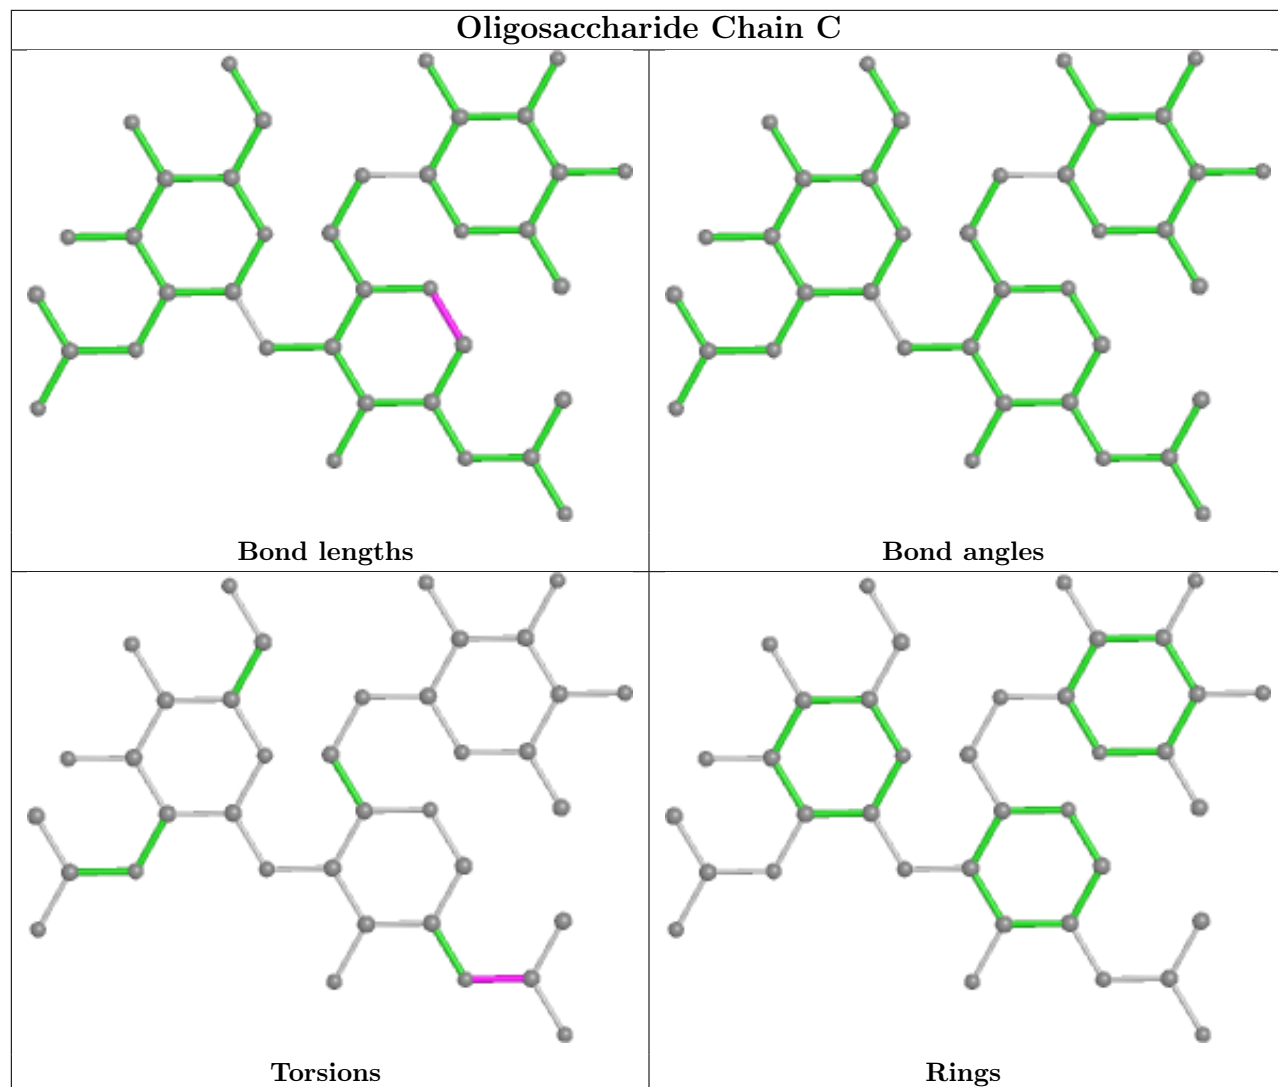 Oligosaccharide Chain C
Bond lengths
Bond angles
Torsions
Rings